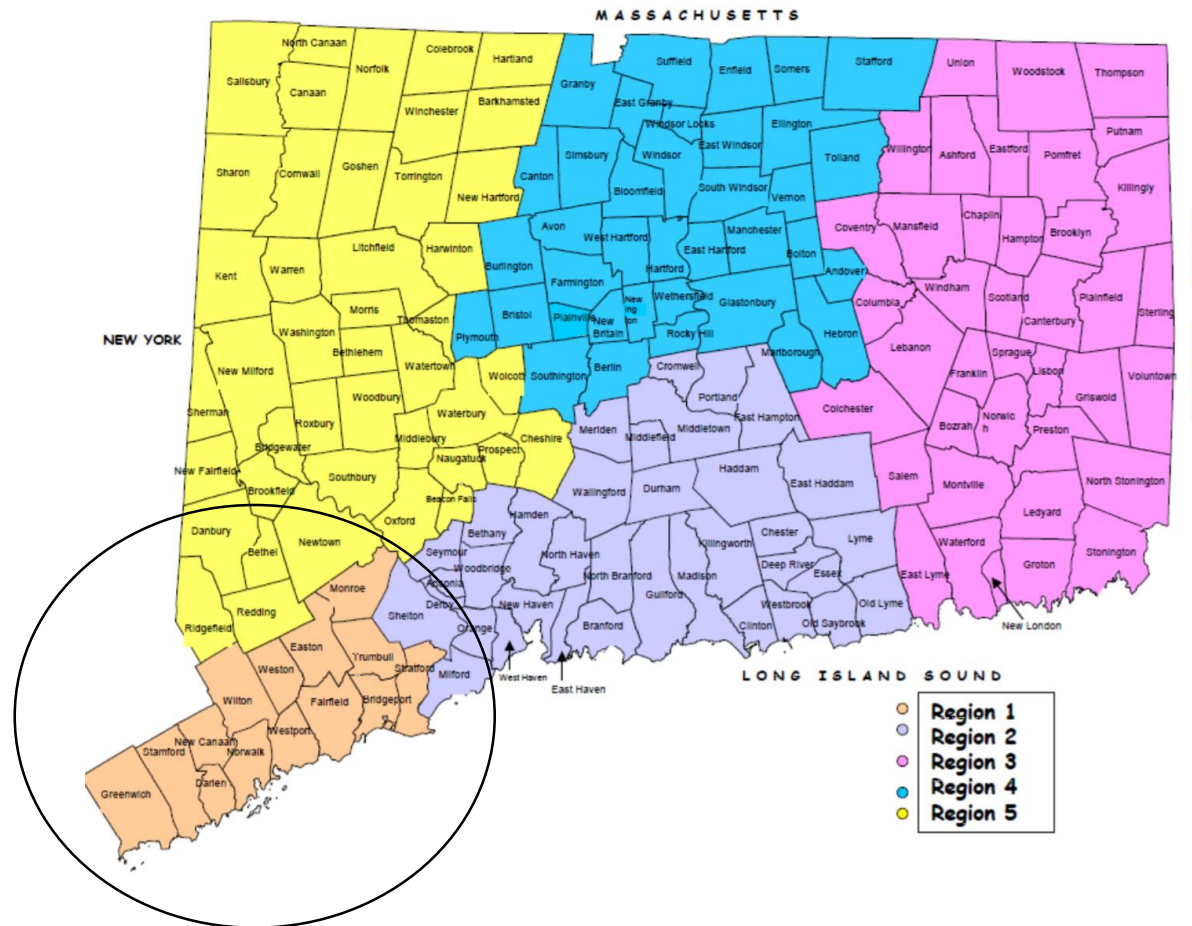 MASSACHUSETTS
North Canaan
Colebrook
Hartland
Norfolk
Salisbury
Canaan
Winchester
Barkhamsted
Granby
Suffield
Enfield
Somers
Stafford
Union
Woodstock
Thompson
East Granby
Windsor Locks
Ellington
Putnam
Sharon
Cornwall
Goshen
Torrington
New Hartford
Canton
Simsbury
Windsor
East Windsor
Tolland
Willington
Ashford
Eastford
Pomfret
Killingly
Bloomfield
South Windsor
Vernon
Kent
Warren
Litchfield
Harwinton
Burlington
Avon
West Hartford
Hartford
East Hartford
Manchester
Bolton
Andover
Coventry
Mansfield
Chaplin
Hampton
Brooklyn
Farmington
Windham
Scotland
Canterbury
Plainfield
Sterling
NEW YORK
Washington
Morris
Thomaston
Bethlehem
Plymouth
Bristol
Plainville
New
Britain
New
ing
ton
Wethersfield
Rocky Hill
Glastonbury
Marlborough
Hebron
Columbia
Lebanon
Franklin
Sprague
Lisbon
Voluntown
New Milford
Watertown
Wolcott
Southington
Berlin
Cromwell
Portland
East Hampton
Colchester
Bozrah
Norwic
h
Preston
Griswold
Sherman
Roxbury
Woodbury
Waterbury
Middlebury
Cheshire
Meriden
Middlefield
Middletown
Bridgewater
New Fairfield
Brookfield
Southbury
Naugatuck
Prospect
Beacon Falls
Oxford
Wallingford
Durham
Haddam
East Haddam
Salem
Montville
North Stonington
Ledyard
Danbury
Bethel
Newtown
Seymour
Bethany
Hamden
Woodbridge
North Haven
Killingworth
Chester
Deep River
Essex
Lyme
East Lyme
Waterford
Groton
Stonington
Ridgefield
Redding
Monroe
Shelton
Ansonia
Derby
Orange
New Haven
North Branford
Branford
Guilford
Madison
Clinton
Westbrook
Old Saybrook
Old Lyme
New London
Easton
Weston
Trumbull
Stratford
Milford
West Haven
East Haven
Wilton
Fairfield
Bridgeport
LONG ISLAND SOUND
Westport
New Canaan
Norwalk
Stamford
Darien
Greenwich
Region 1
Region 2
Region 3
Region 4
Region 5